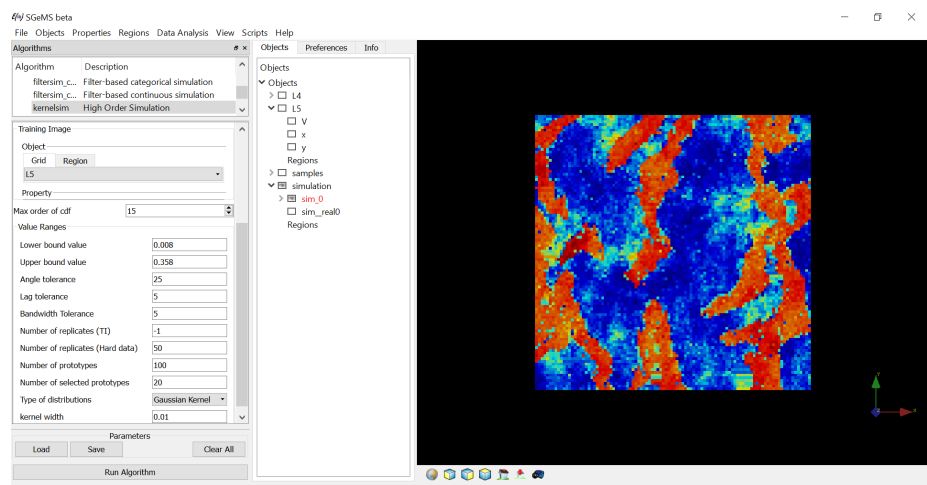 SGeMS beta
File Objects Properties Regions Data Analysis View Scripts Help
Algorithms
Algorithm Description
filtersim_c... Filter-based categorical simulation
filtersim_c... Filter-based continuous simulation
kernelsim High Order Simulation
Training Image
Object
Grid Region
L5
Property
Max order of cdf 15
Value Ranges
Lower bound value 0.008
Upper bound value 0.358
Angle tolerance 25
Lag tolerance 5
Bandwidth Tolerance 5
Number of replicates (TI) -1
Number of replicates (Hard data) 50
Number of prototypes 100
Number of selected prototypes 20
Type of distributions Gaussian Kernel
kernel width 0.01
Parameters
Load Save Clear All
Run Algorithm
Objects Preferences Info
Objects
Objects
L4
L5
V
x
y
Regions
samples
simulation
sim_0
sim__real0
Regions
Y
Z
X